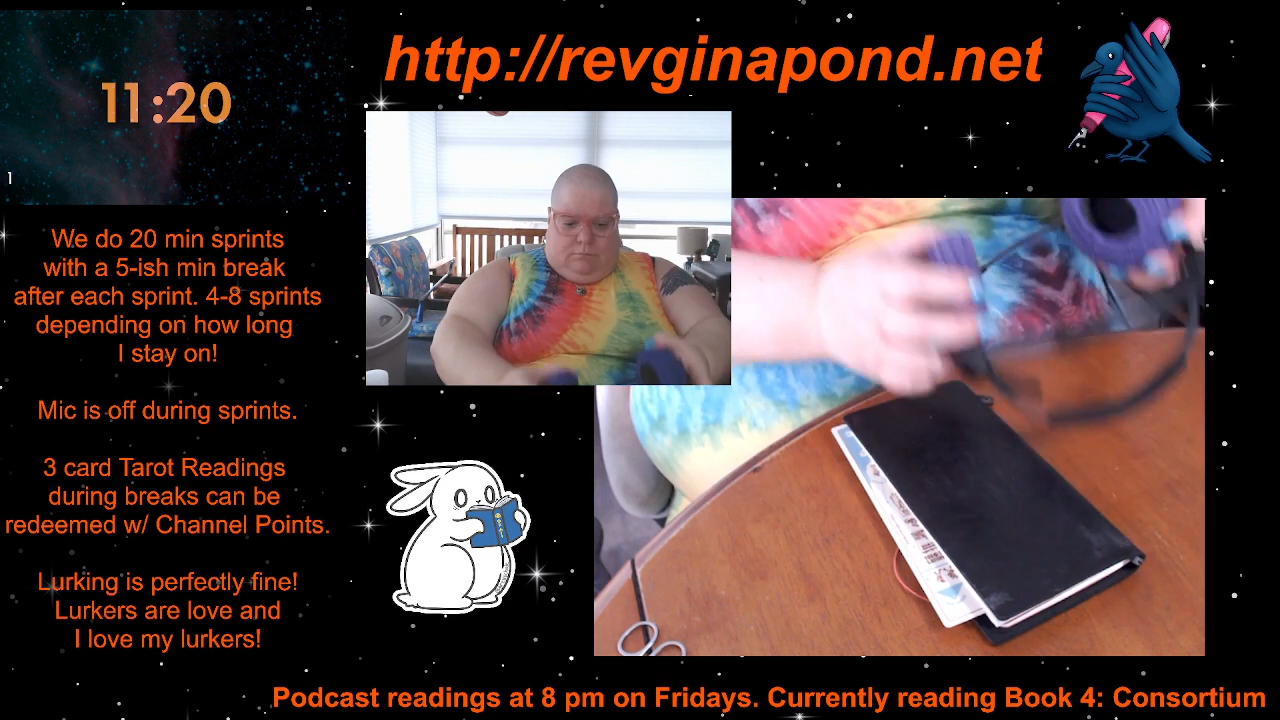 http://revginapond.net
11:20
1
We do 20 min sprints
with a 5-ish min break
after each sprint. 4-8 sprints
depending on how long
I stay on!
Mic is off during sprints.
3 card Tarot Readings
during breaks can be
redeemed w/ Channel Points.
Lurking is perfectly fine!
Lurkers are love and
I love my lurkers!
Podcast readings at 8 pm on Fridays. Currently reading Book 4: Consortium